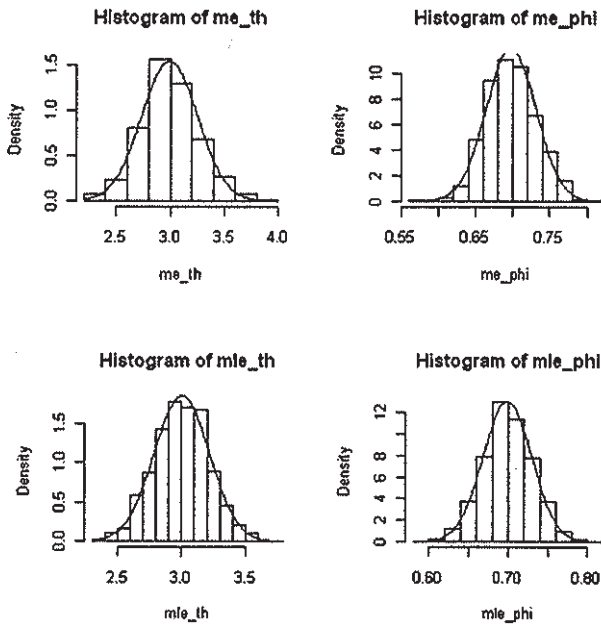 Histogram of me_th
Density
0.0 0.5 1.0 1.5
2.5 3.0 3.5 4.0
me_th
Histogram of me_phi
Density
0 2 4 6 8 10
0.55 0.65 0.75
me_phi
Histogram of mle_th
Density
0.0 0.5 1.0 1.5
2.5 3.0 3.5
mle_th
Histogram of mle_phi
Density
0 2 4 6 8 12
0.60 0.70 0.80
mle_phi